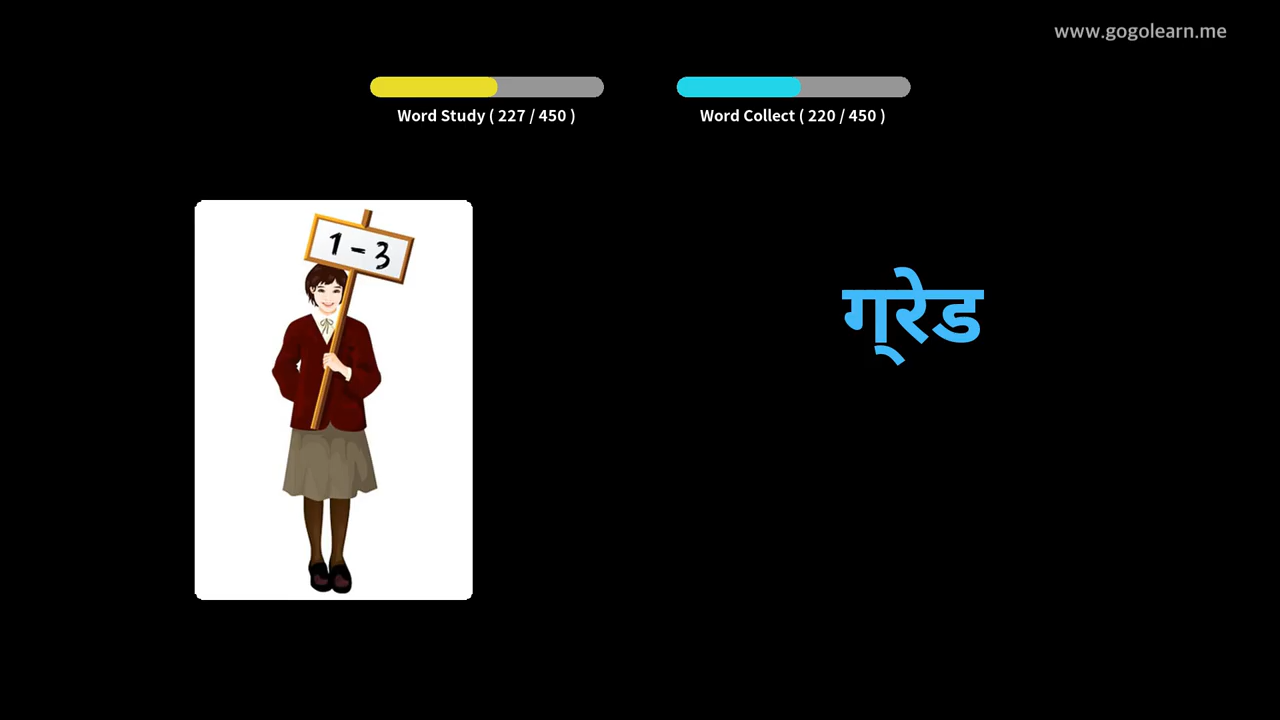 www.gogolearn.me
Word Study ( 227 / 450 )
Word Collect ( 220 / 450 )
1 - 3
ग्‌रेड